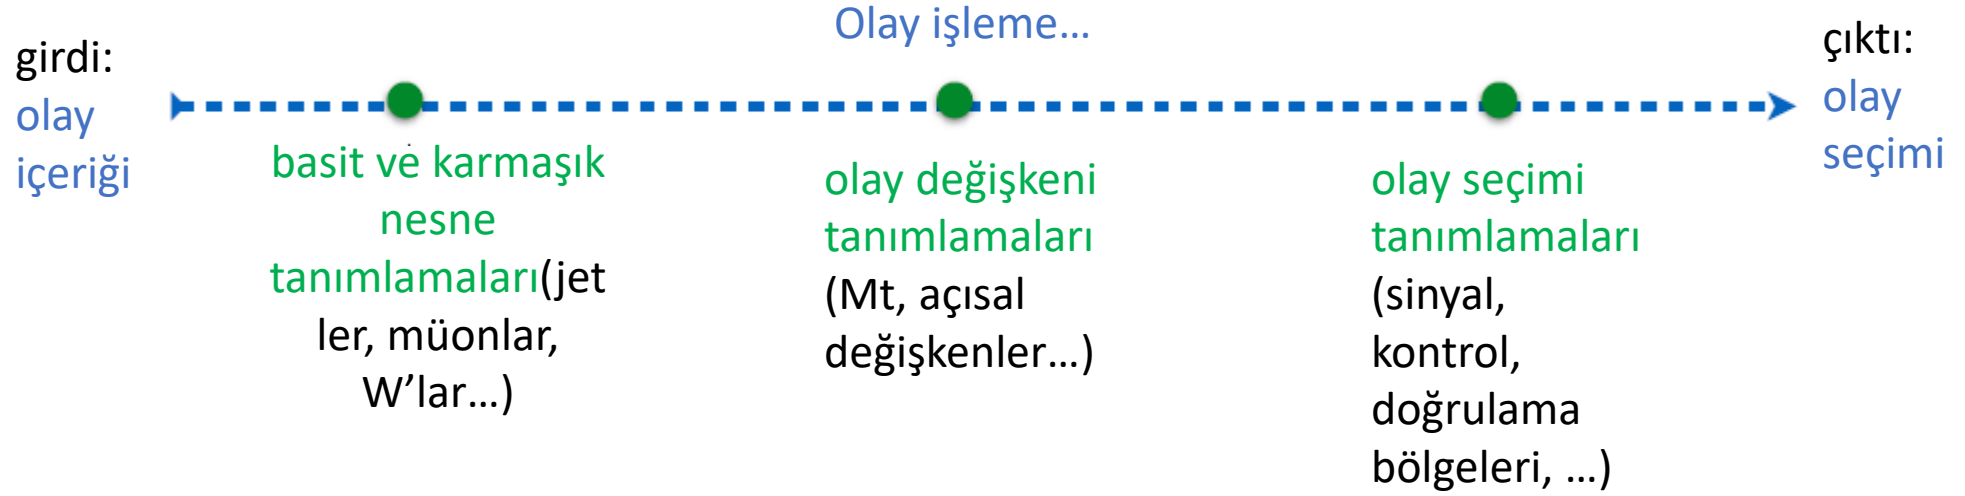 Olay işleme…
girdi:
olay
içeriği
basit ve karmaşık
nesne
tanımlamaları(jet
ler, müonlar,
W’lar…)
olay değişkeni
tanımlamaları
(Mt, açısal
değişkenler…)
olay seçimi
tanımlamaları
(sinyal,
kontrol,
doğrulama
bölgeleri, …)
çıktı:
olay
seçimi